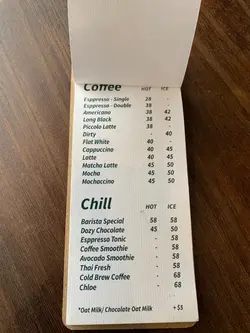 Coffee HOT ICE
Espresso - Single 28 -
Espresso - Double 38 -
Americano 38 42
Long Black 38 42
Piccolo Latte 38 -
Dirty - 40
Flat White 40 -
Cappuccino 40 45
Latte 40 45
Matcha Latte 45 50
Mocha 45 50
Mochaccino 45 50
Chill HOT ICE
Barista Special 58 58
Dozy Chocolate 45 50
Esppresso Tonic - 58
Coffee Smoothie - 58
Avocado Smoothie - 58
Thai Fresh - 58
Cold Brew Coffee - 68
Chloe - 68
*Oat Milk/ Chocolate Oat Milk + $5